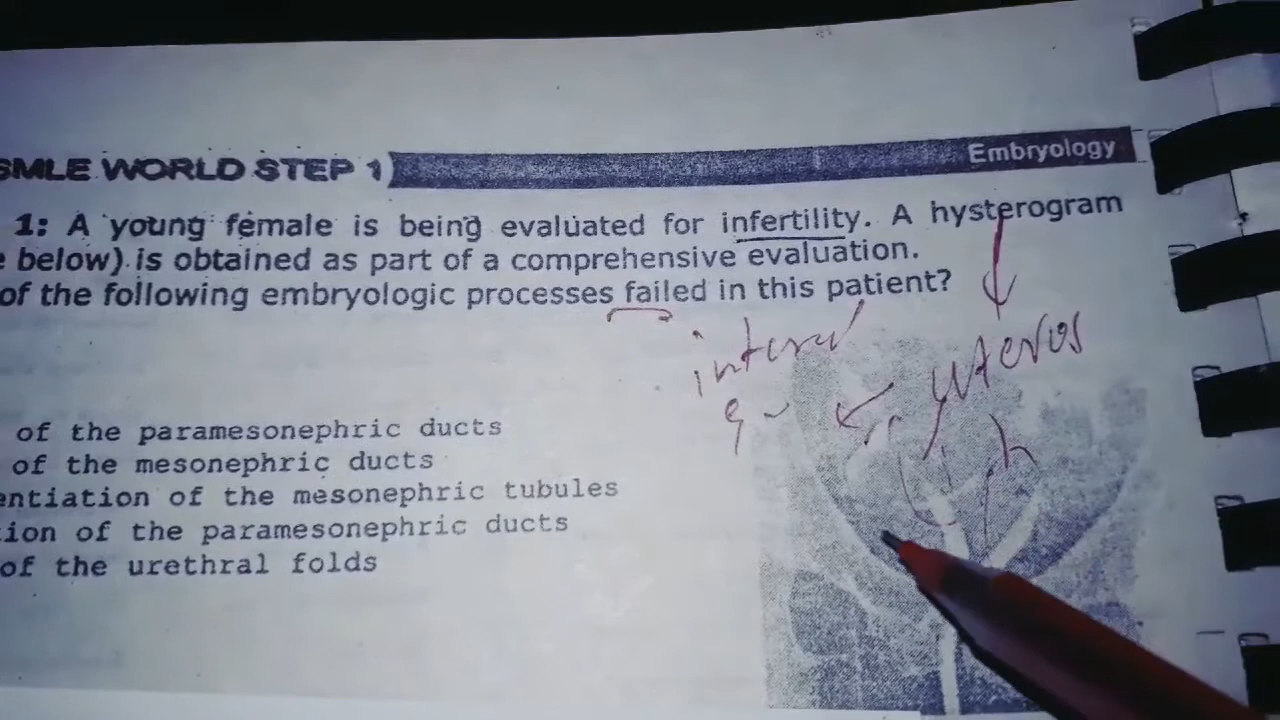 SMLE WORLD STEP 1) Embryology
1: A young female is being evaluated for infertility. A hysterogram
below) is obtained as part of a comprehensive evaluation.
of the following embryologic processes failed in this patient?
uterus
of the paramesonephric ducts
of the mesonephric ducts
entiation of the mesonephric tubules
ion of the paramesonephric ducts
of the urethral folds